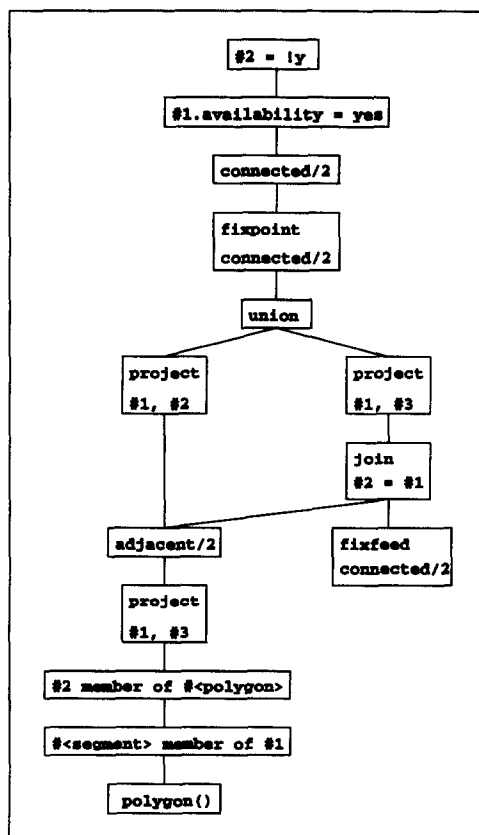 #2 = !y
#1.availability = yes
connected/2
fixpoint
connected/2
union
project
#1, #2
project
#1, #3
join
#2 = #1
adjacent/2
fixfeed
connected/2
project
#1, #3
#2 member of #<polygon>
#<segment> member of #1
polygon()